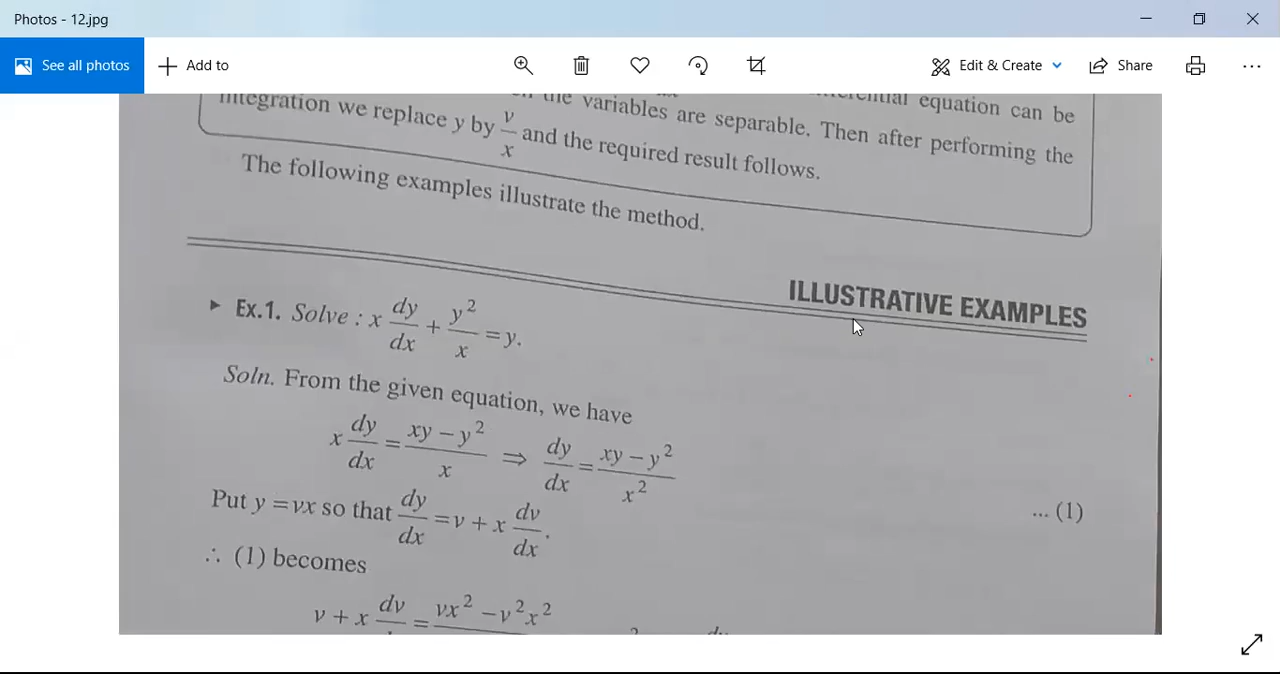 Photos - 12.jpg
See all photos
Add to
Edit & Create
Share
the variables are separable. Then after performing the
equation can be
integration we replace y by v/x and the required result follows.
The following examples illustrate the method.
ILLUSTRATIVE EXAMPLES
► Ex.1. Solve : x dy/dx + y²/x = y.
Soln. From the given equation, we have
x dy/dx = (xy – y²)/x ⇒ dy/dx = (xy – y²)/x² ... (1)
Put y = vx so that dy/dx = v + x dv/dx.
∴ (1) becomes
v + x dv = vx² – v²x²